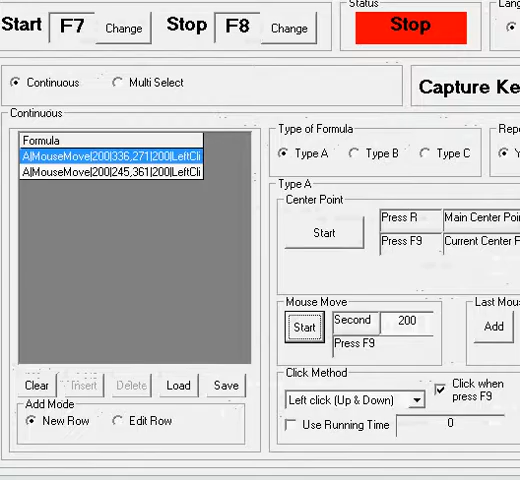 Status
Start F7 Change Stop F8 Change
Stop
Continuous Multi Select
Capture
Continuous
Formula
A|MouseMove|200|336,271|200|LeftCli
A|MouseMove|200|245,361|200|LeftCli
Type of Formula
Type A Type B Type C
Type A
Center Point
Start
Press R Main Center
Press F9 Current Center
Mouse Move
Start
Second 200
Press F9
Last
Add
Clear Insert Delete Load Save
Add Mode
New Row Edit Row
Click Method
Left click (Up & Down)
Click when
press F9
Use Running Time 0